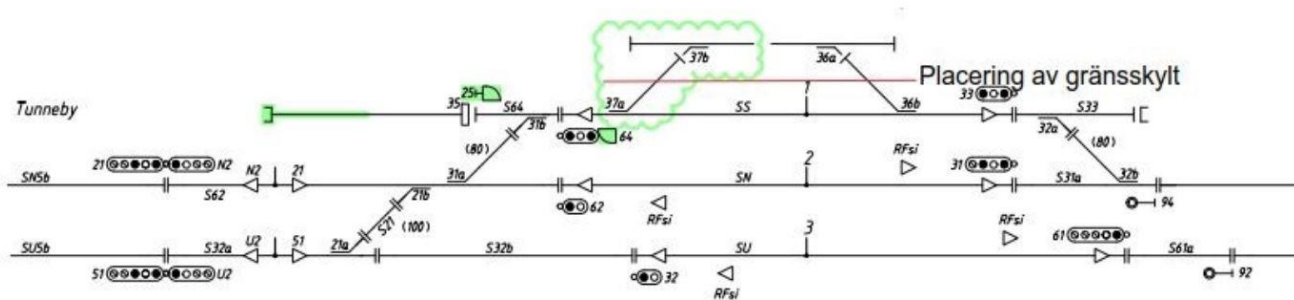 37b 36a
Placering av gränsskylt
25 33
35 S64 37a 1 36b S33
Tunneby SS
31b 64 32a
(80) (80)
21 N2 RFsi 31
N2 21 31a 2 32b
SN5b S62 21b SN S31a
S21 (100) 62 RFsi RFsi 94
61
U2 S1 3
SU5b S32a 21a S32b SU S61a
S1 U2 32 RFsi 92